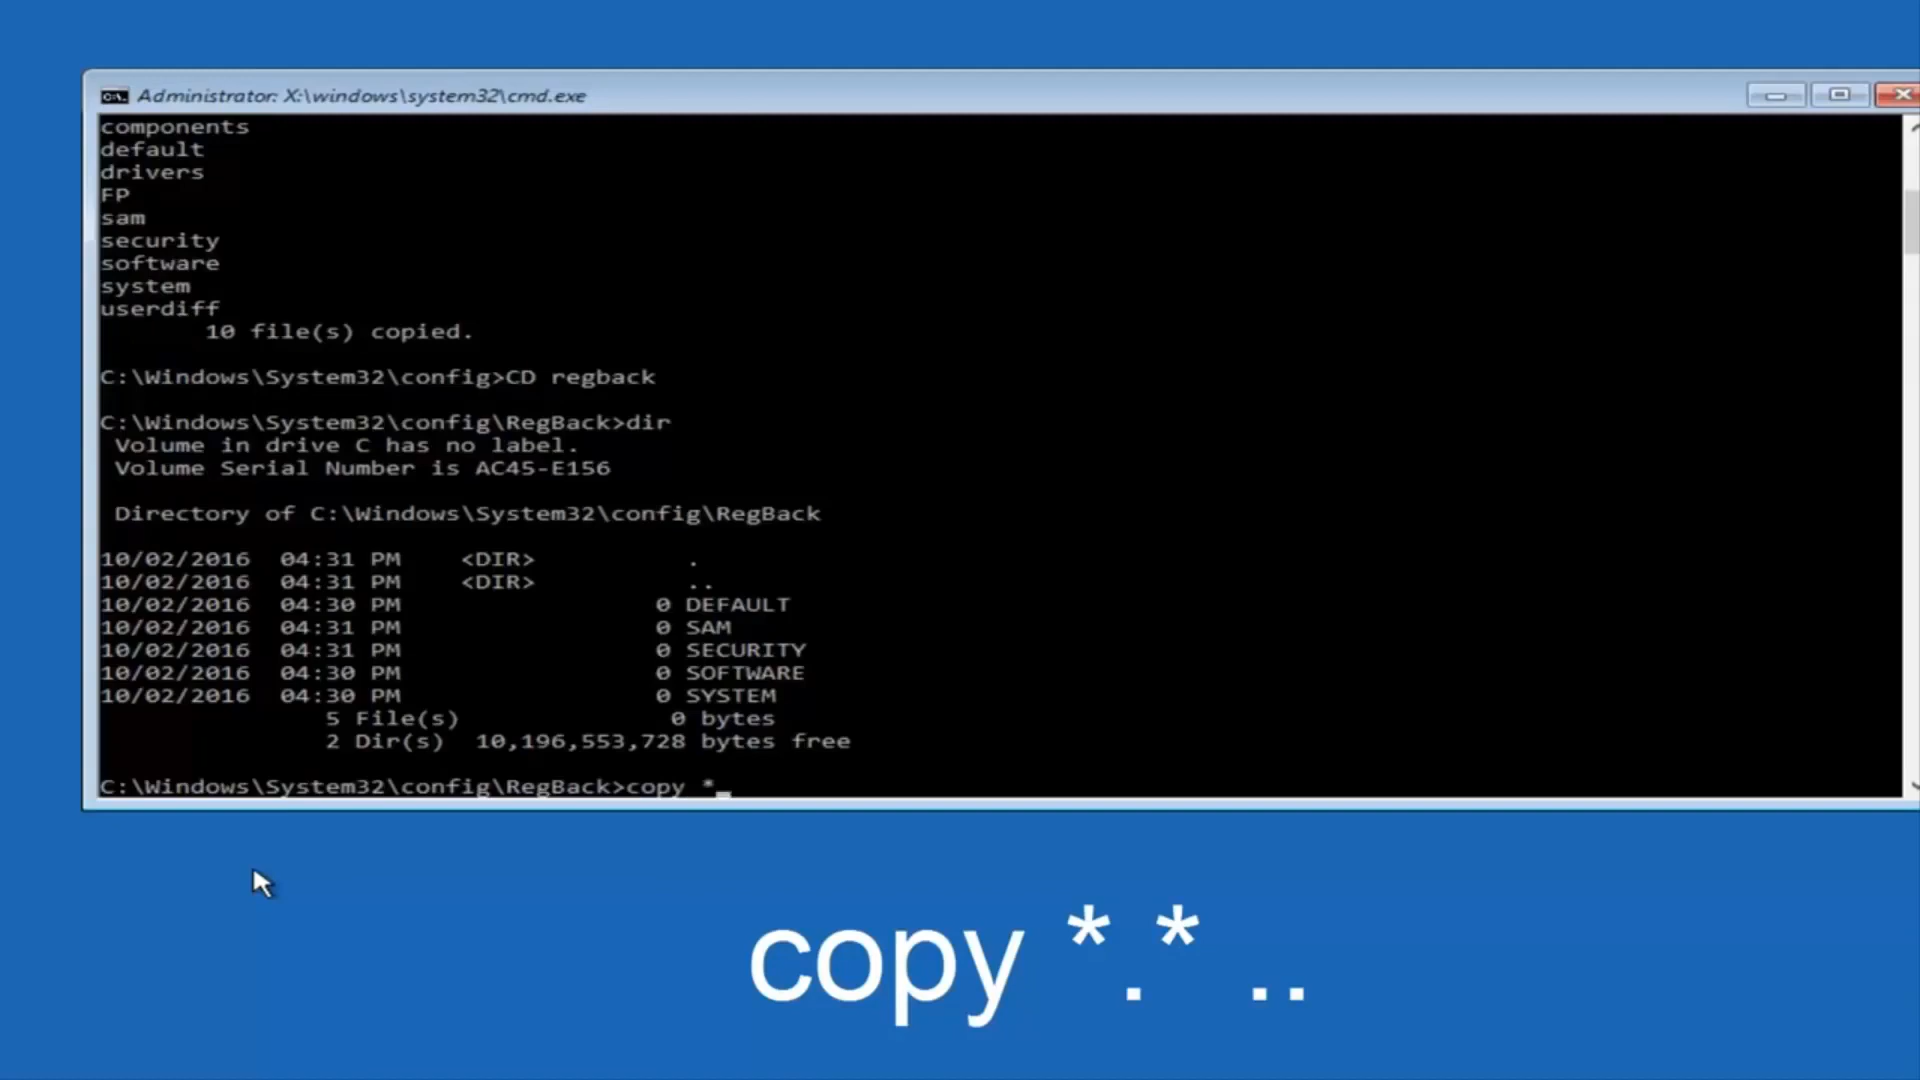 Administrator: X:\windows\system32\cmd.exe
components
default
drivers
FP
sam
security
software
system
userdiff
10 file(s) copied.
C:\Windows\System32\config>CD regback
C:\Windows\System32\config\RegBack>dir
Volume in drive C has no label.
Volume Serial Number is AC45-E156
Directory of C:\Windows\System32\config\RegBack
10/02/2016 04:31 PM <DIR> .
10/02/2016 04:31 PM <DIR> ..
10/02/2016 04:30 PM 0 DEFAULT
10/02/2016 04:31 PM 0 SAM
10/02/2016 04:31 PM 0 SECURITY
10/02/2016 04:30 PM 0 SOFTWARE
10/02/2016 04:30 PM 0 SYSTEM
5 File(s) 0 bytes
2 Dir(s) 10,196,553,728 bytes free
C:\Windows\System32\config\RegBack>copy *_
copy *.* ..